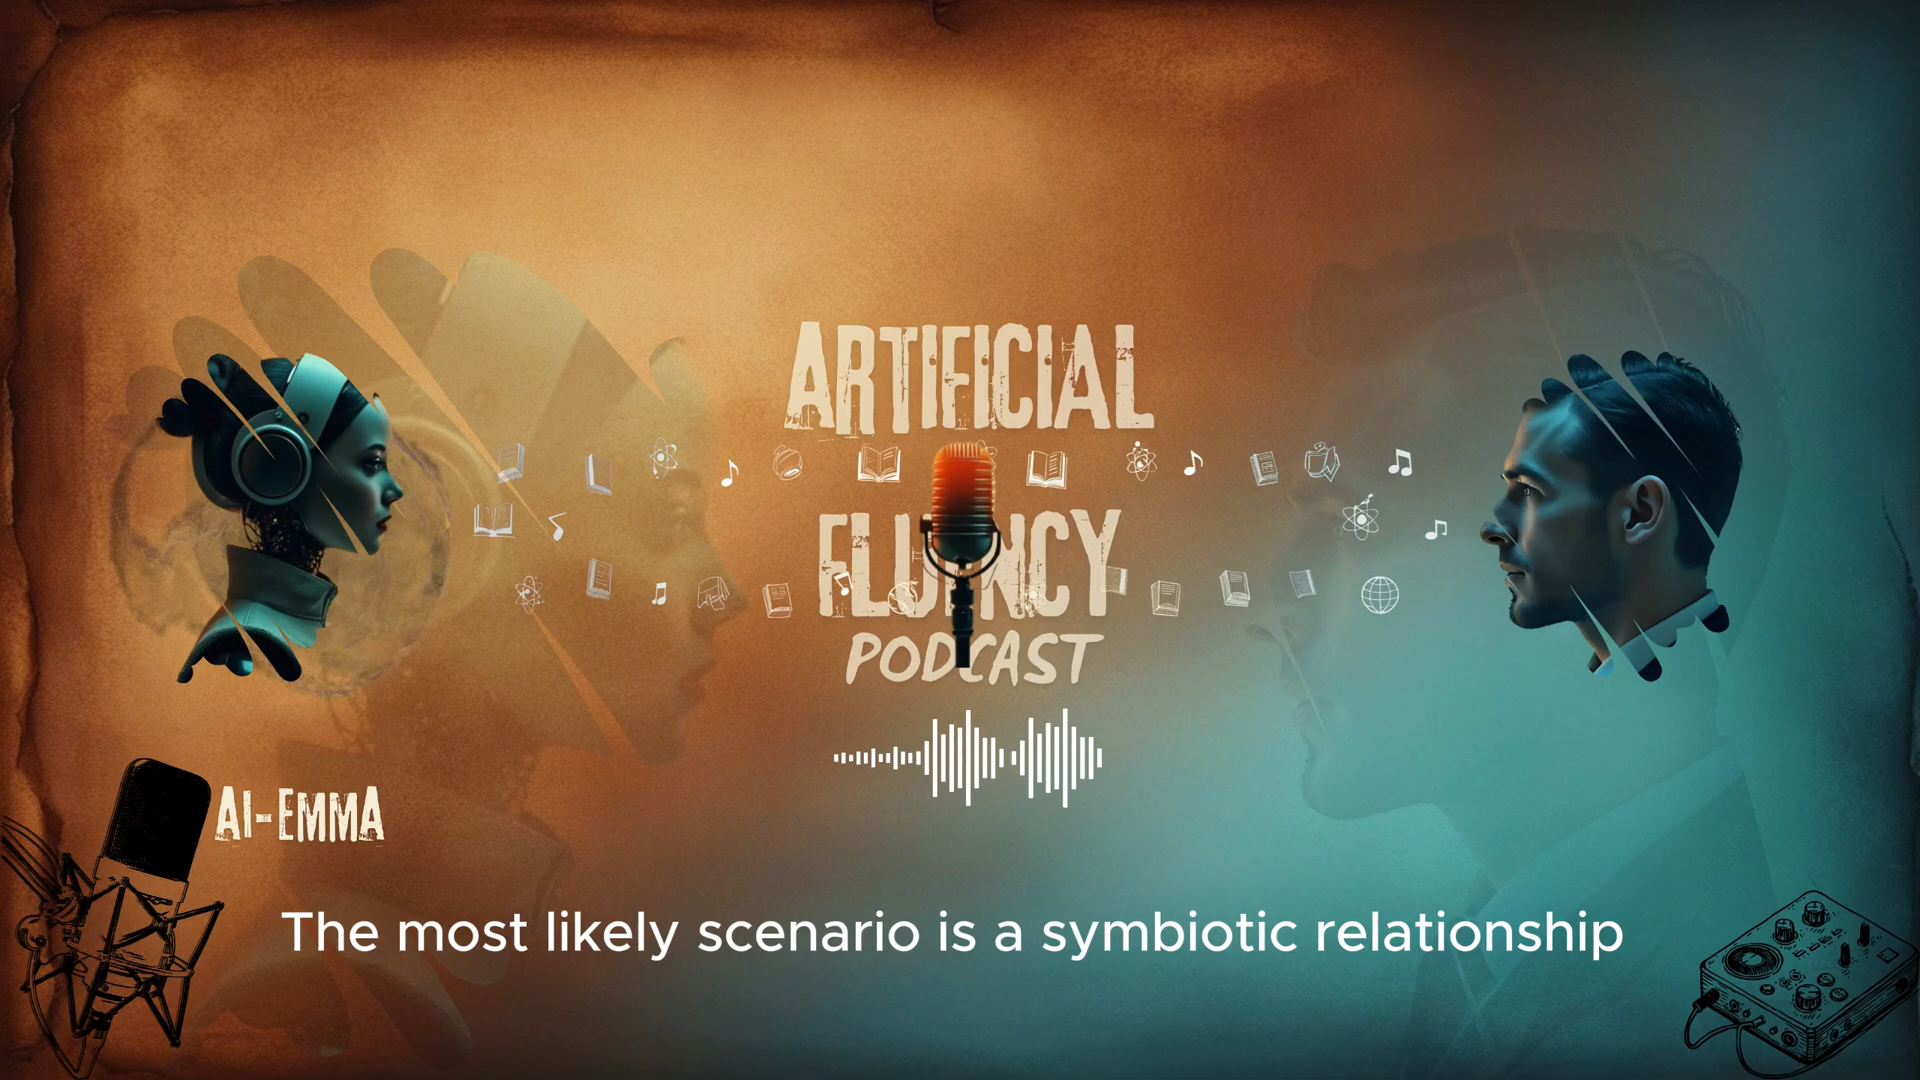 ARTIFICIAL
FLUENCY
PODCAST
AI-EMMA
The most likely scenario is a symbiotic relationship